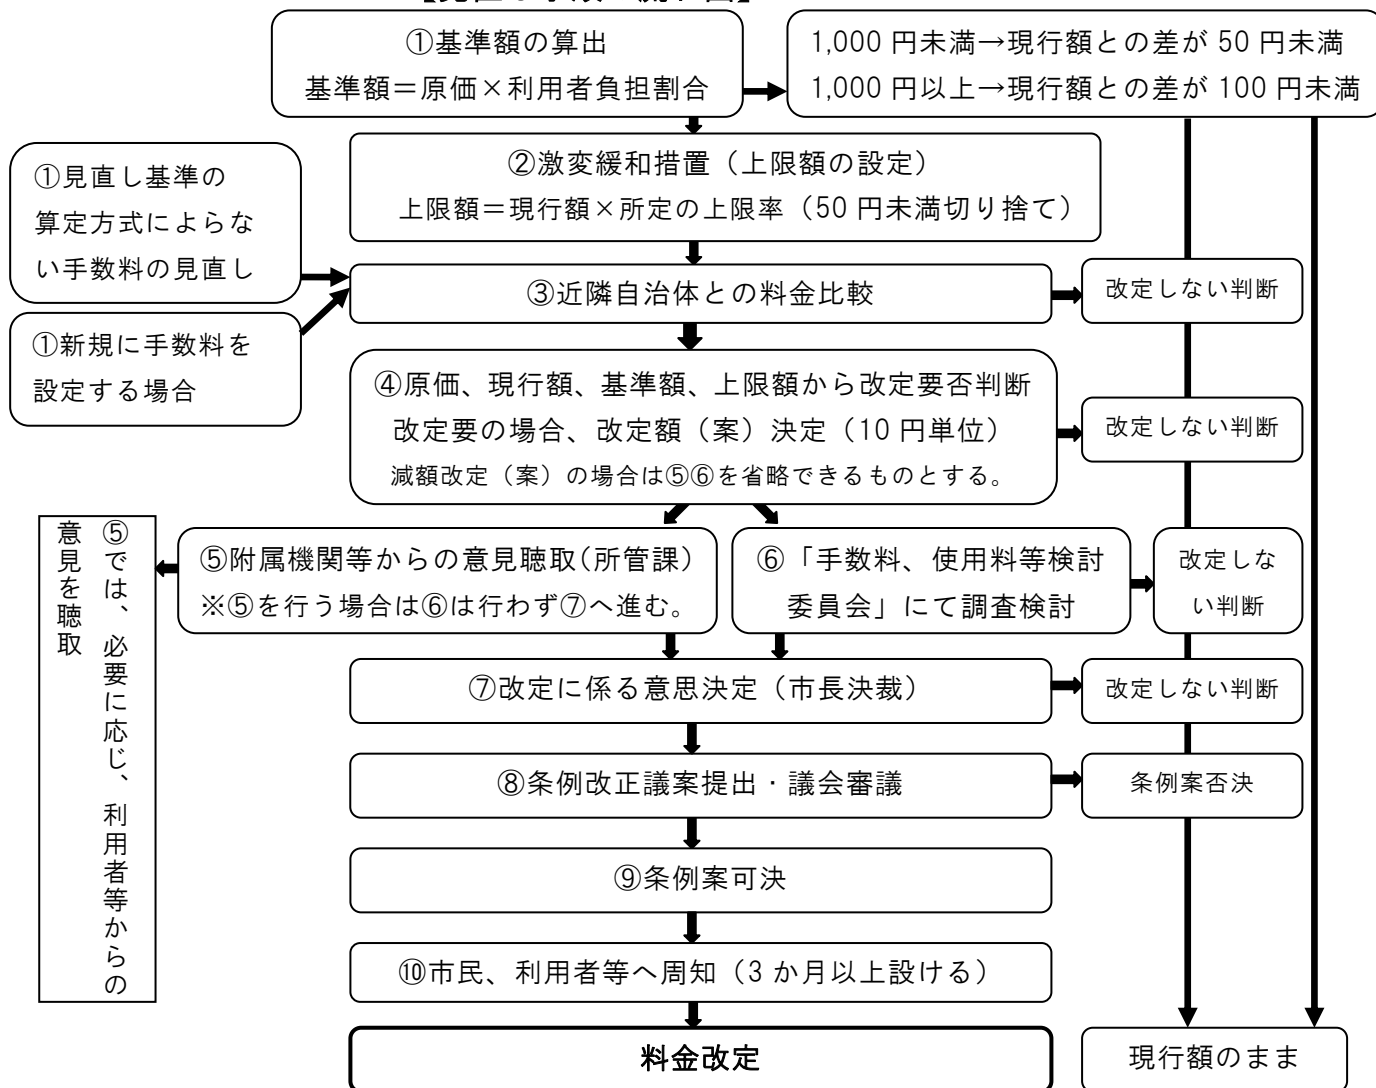 ①基準額の算出
基準額＝原価×利用者負担割合
1,000 円未満→現行額との差が 50 円未満
1,000 円以上→現行額との差が 100 円未満
②激変緩和措置（上限額の設定）
上限額＝現行額×所定の上限率（50 円未満切り捨て）
①見直し基準の
算定方式によらな
い手数料の見直し
①新規に手数料を
設定する場合
③近隣自治体との料金比較
改定しない判断
④原価、現行額、基準額、上限額から改定要否判断
改定要の場合、改定額（案）決定（10 円単位）
減額改定（案）の場合は⑤⑥を省略できるものとする。
改定しない判断
⑤では、必要に応じ、利用者等からの
意見を聴取
⑤附属機関等からの意見聴取(所管課)
※⑤を行う場合は⑥は行わず⑦へ進む。
⑥「手数料、使用料等検討
委員会」にて調査検討
改定しな
い判断
⑦改定に係る意思決定（市長決裁）
改定しない判断
⑧条例改正議案提出・議会審議
条例案否決
⑨条例案可決
⑩市民、利用者等へ周知（3 か月以上設ける）
料金改定
現行額のまま